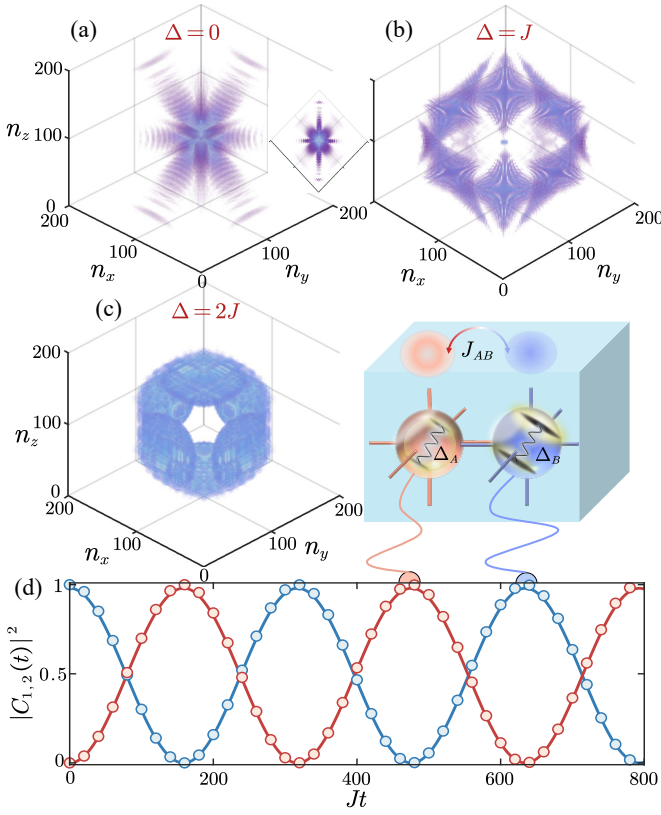 (a)
Δ = 0
200
n_z 100
0
200
100
n_x
0
n_y
100
200
(b)
Δ = J
200
100
n_x
0
n_y
100
200
(c)
Δ = 2J
200
n_z 100
0
200
100
n_x
0
n_y
100
200
J_{AB}
Δ_A
Δ_B
(d)
|C_{1,2}(t)|^2
1
0.5
0
0 200 400 600 800
Jt